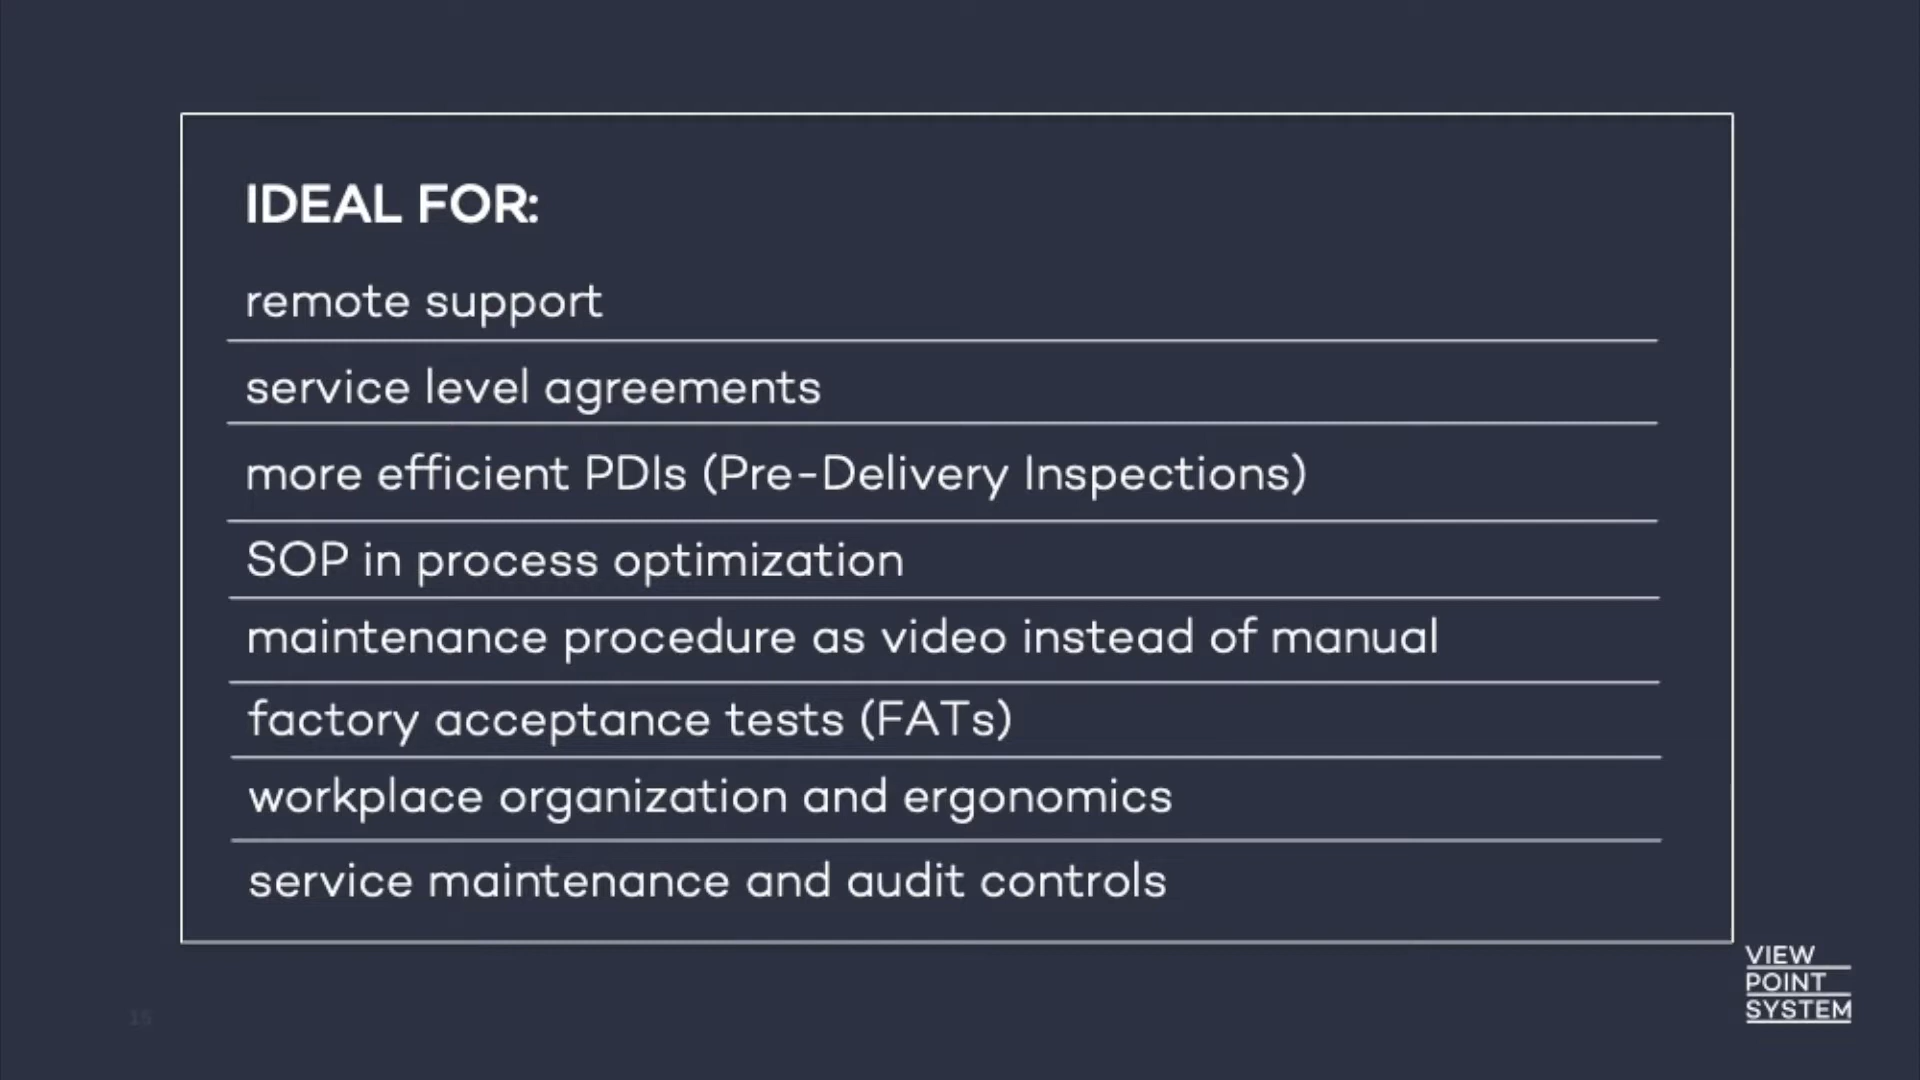 IDEAL FOR:
remote support
service level agreements
more efficient PDIs (Pre-Delivery Inspections)
SOP in process optimization
maintenance procedure as video instead of manual
factory acceptance tests (FATs)
workplace organization and ergonomics
service maintenance and audit controls
VIEW
POINT
SYSTEM
15